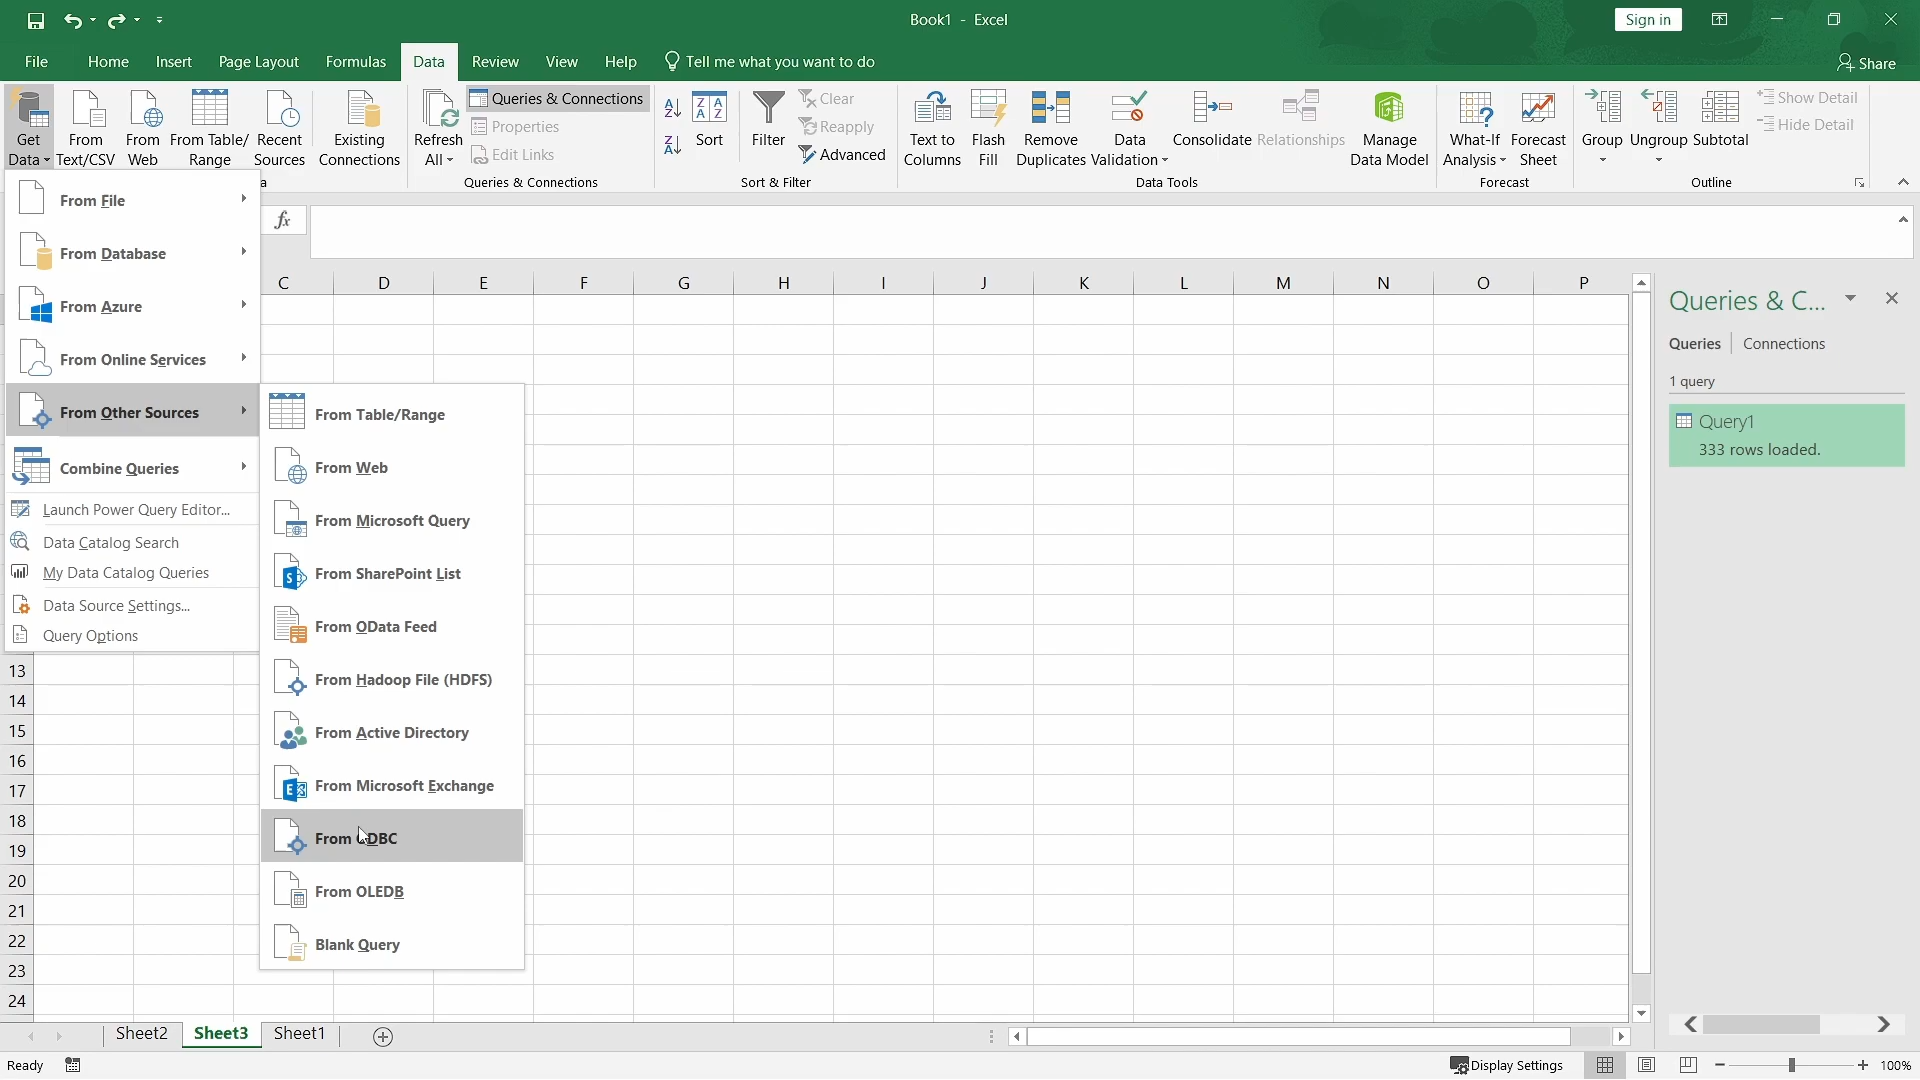 Book1 - Excel
Sign in
File Home Insert Page Layout Formulas Data Review View Help Tell me what you want to do
Share
Get Data
From Text/CSV
From Web
From Table/ Range
Recent Sources
Existing Connections
Refresh All
Queries & Connections
Properties
Edit Links
Queries & Connections
Sort
Filter
Clear
Reapply
Advanced
Sort & Filter
Text to Columns
Flash Fill
Remove Duplicates
Data Validation
Consolidate
Relationships
Manage Data Model
Data Tools
What-If Analysis
Forecast Sheet
Forecast
Group
Ungroup
Subtotal
Show Detail
Hide Detail
Outline
fx
C D E F G H I J K L M N O P
From File
From Database
From Azure
From Online Services
From Other Sources
Combine Queries
Launch Power Query Editor...
Data Catalog Search
My Data Catalog Queries
Data Source Settings...
Query Options
From Table/Range
From Web
From Microsoft Query
From SharePoint List
From OData Feed
From Hadoop File (HDFS)
From Active Directory
From Microsoft Exchange
From ODBC
From OLEDB
Blank Query
13
14
15
16
17
18
19
20
21
22
23
24
Queries & C...
Queries Connections
1 query
Query1
333 rows loaded.
Sheet2 Sheet3 Sheet1
Ready
Display Settings
100%